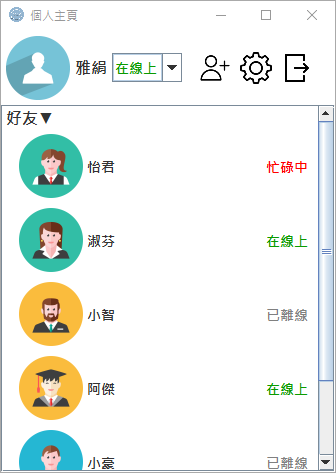 個人主頁
雅絹 在線上
好友▼
怡君 忙碌中
淑芬 在線上
小智 已離線
阿傑 在線上
小豪 已離線